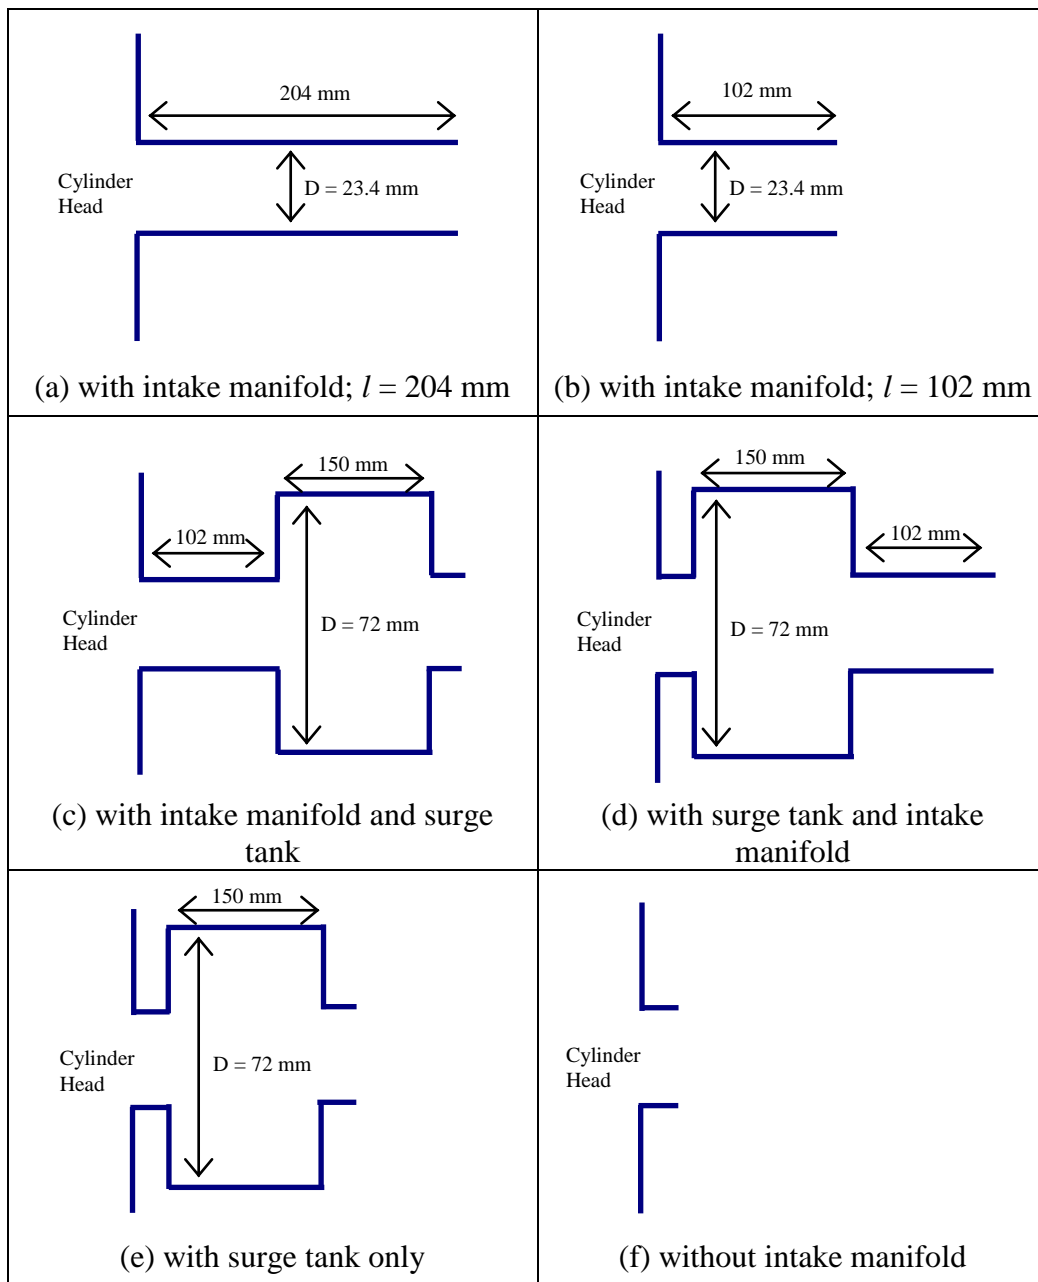 204 mm
D = 23.4 mm
Cylinder
Head
(a) with intake manifold; l = 204 mm
102 mm
D = 23.4 mm
Cylinder
Head
(b) with intake manifold; l = 102 mm
150 mm
102 mm
Cylinder
Head
D = 72 mm
(c) with intake manifold and surge
tank
150 mm
102 mm
Cylinder
Head
D = 72 mm
(d) with surge tank and intake
manifold
150 mm
Cylinder
Head
D = 72 mm
(e) with surge tank only
Cylinder
Head
(f) without intake manifold